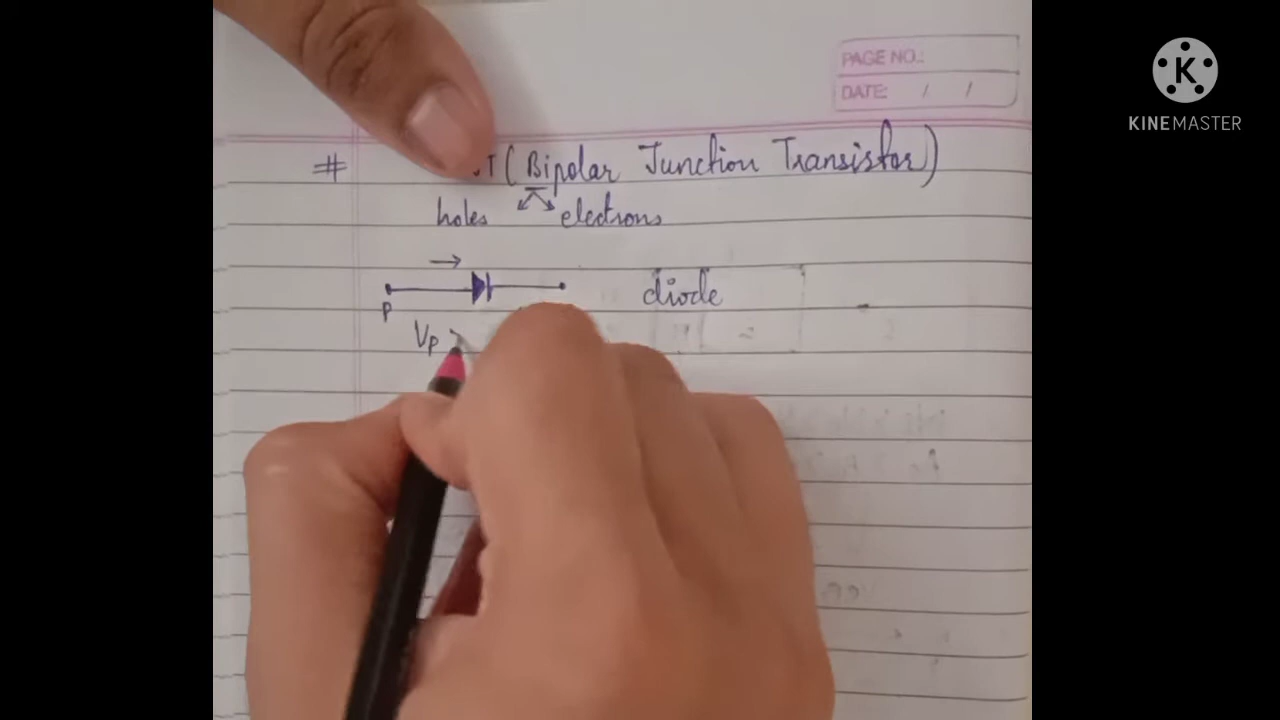 PAGE NO.:
DATE: / /
K
KINEMASTER
# T (Bipolar Junction Transistor)
holes electrons
diode
P
Vp >